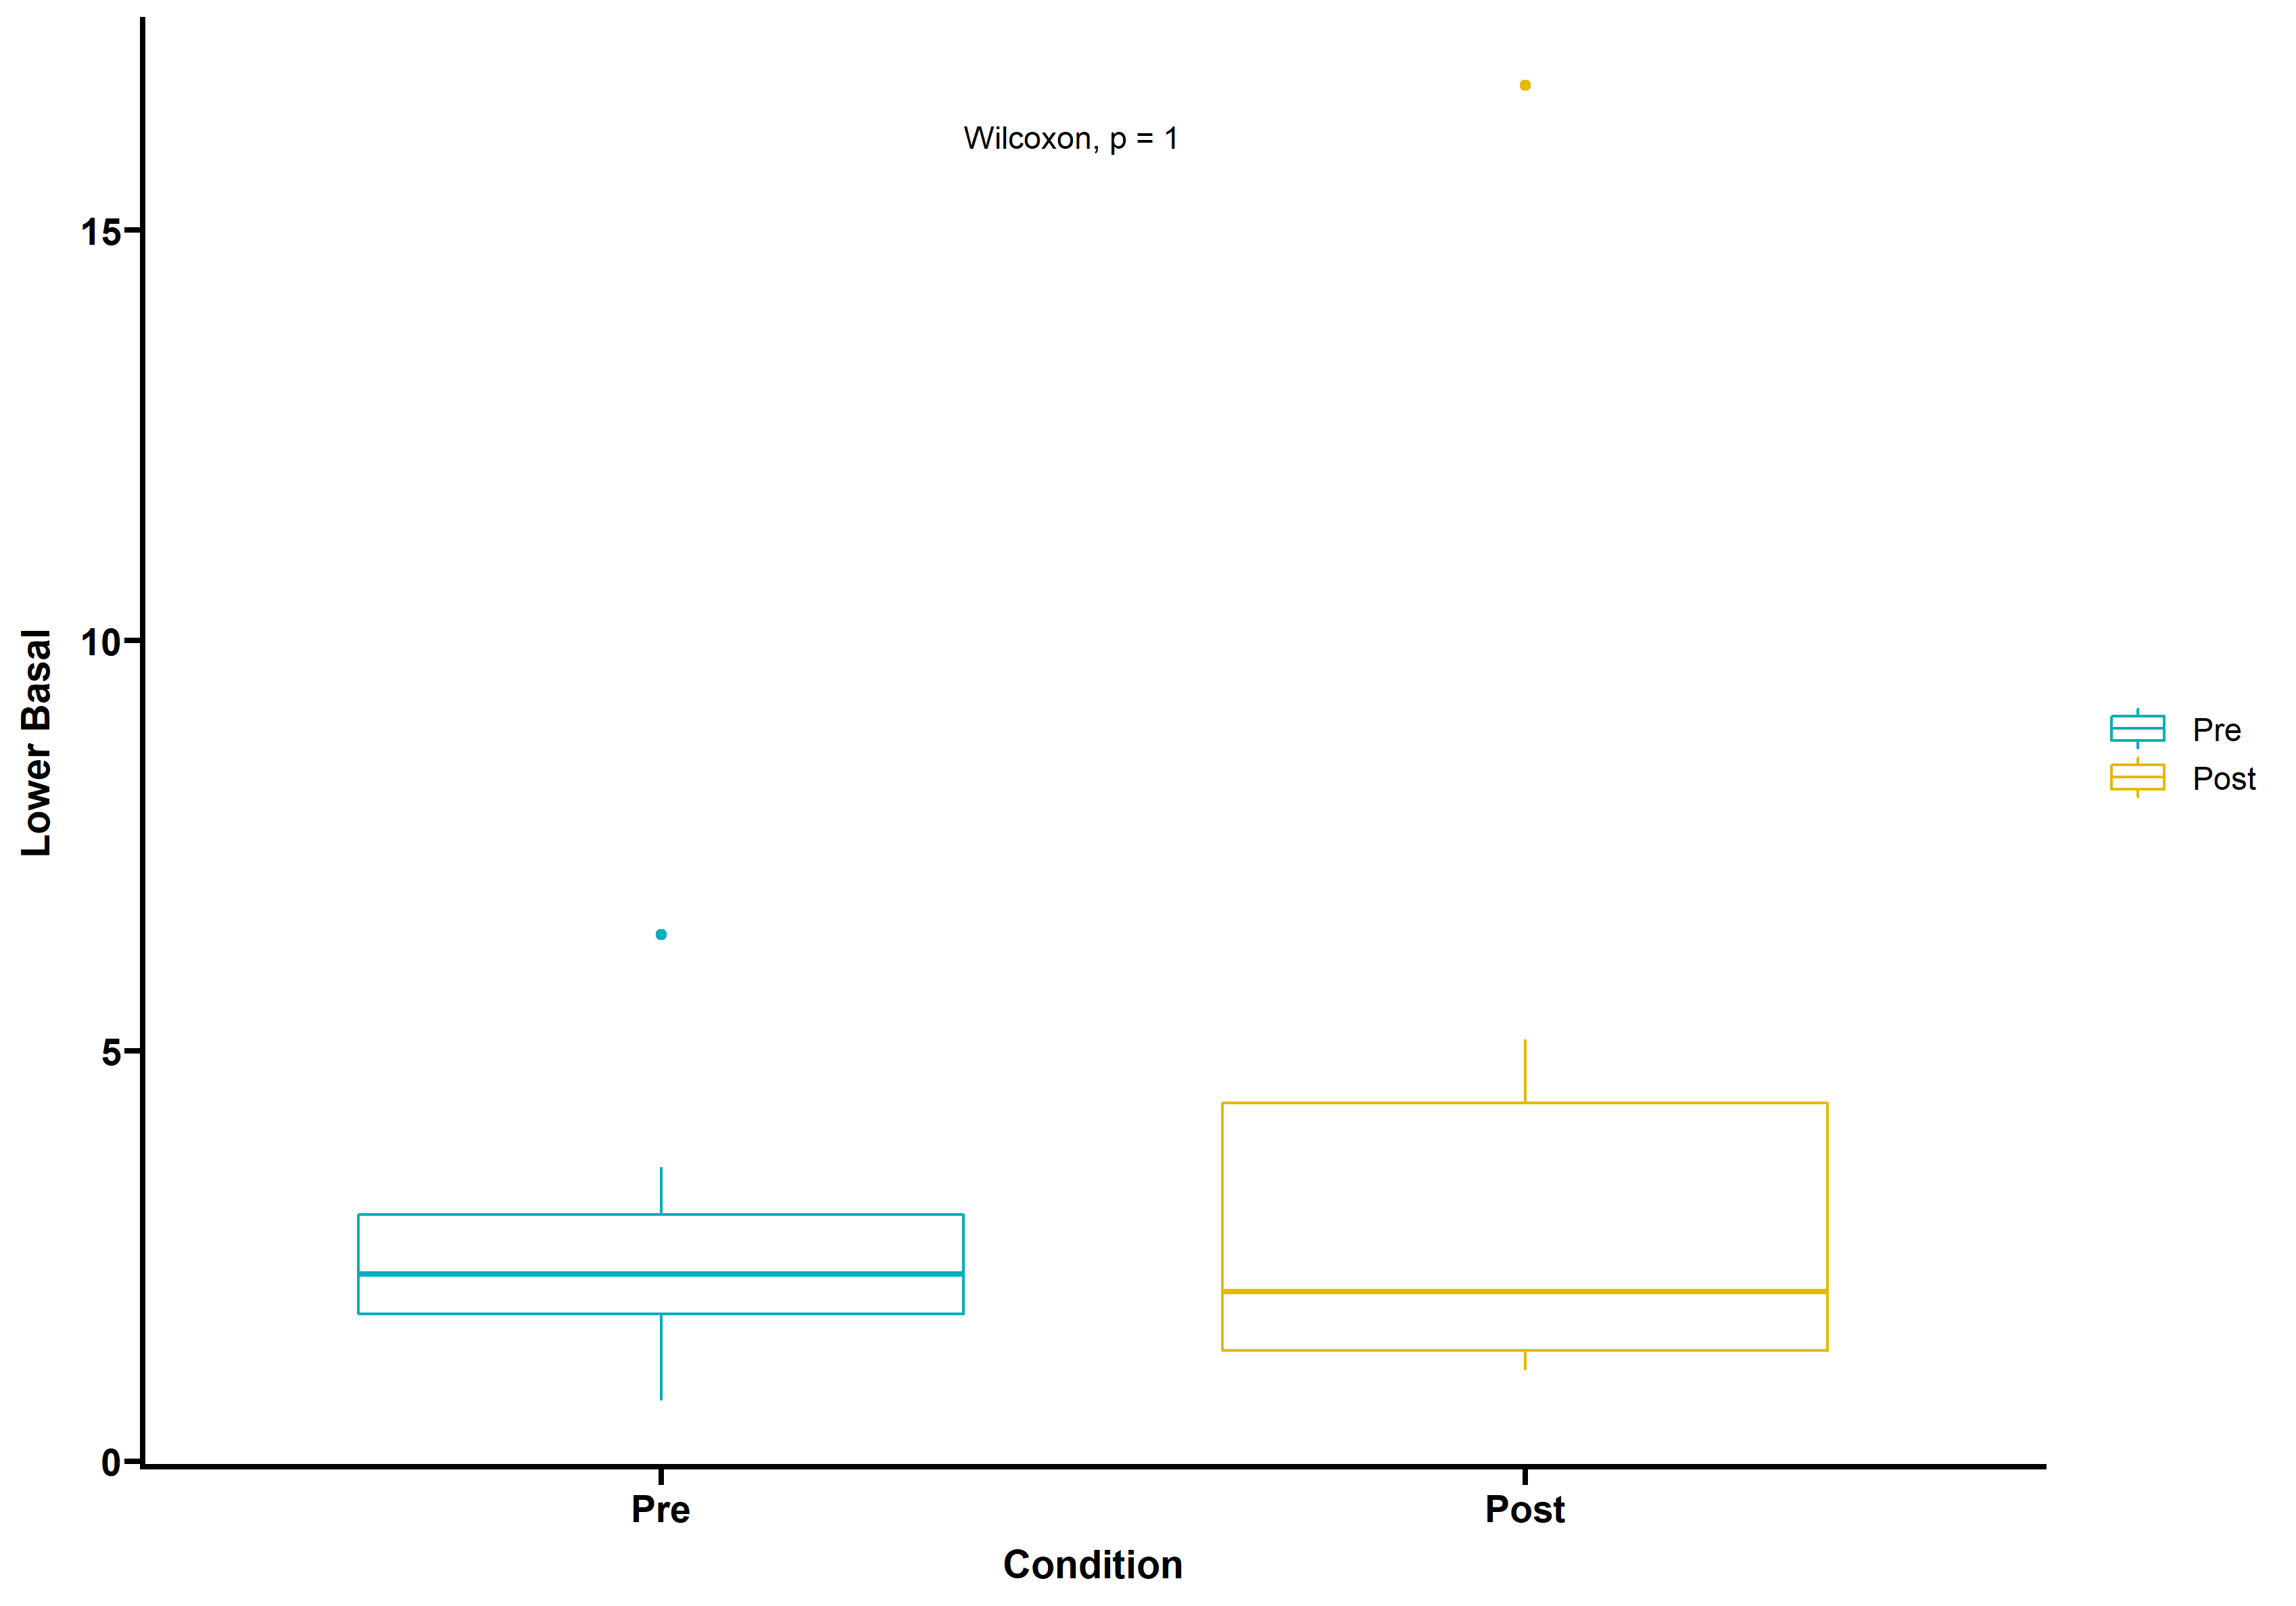 Wilcoxon, p = 1
15
10
5
0
Lower Basal
Pre
Post
Condition
Pre
Post